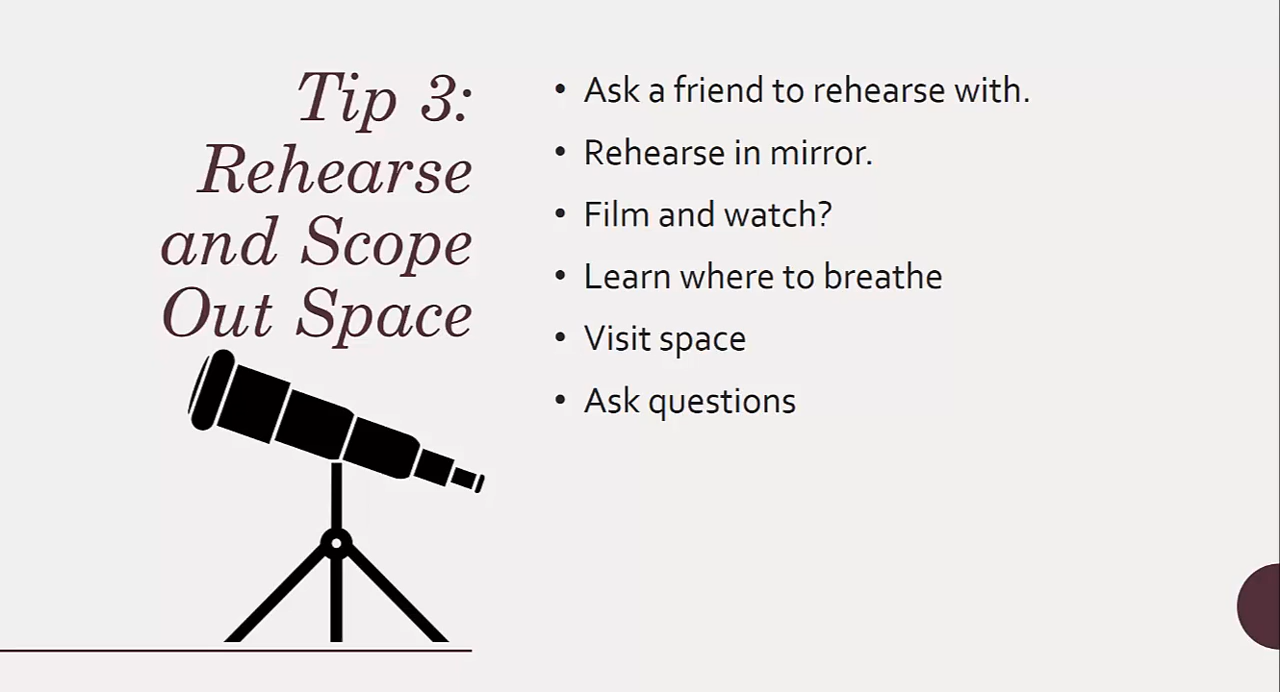 Tip 3:
Rehearse
and Scope
Out Space
• Ask a friend to rehearse with.
• Rehearse in mirror.
• Film and watch?
• Learn where to breathe
• Visit space
• Ask questions